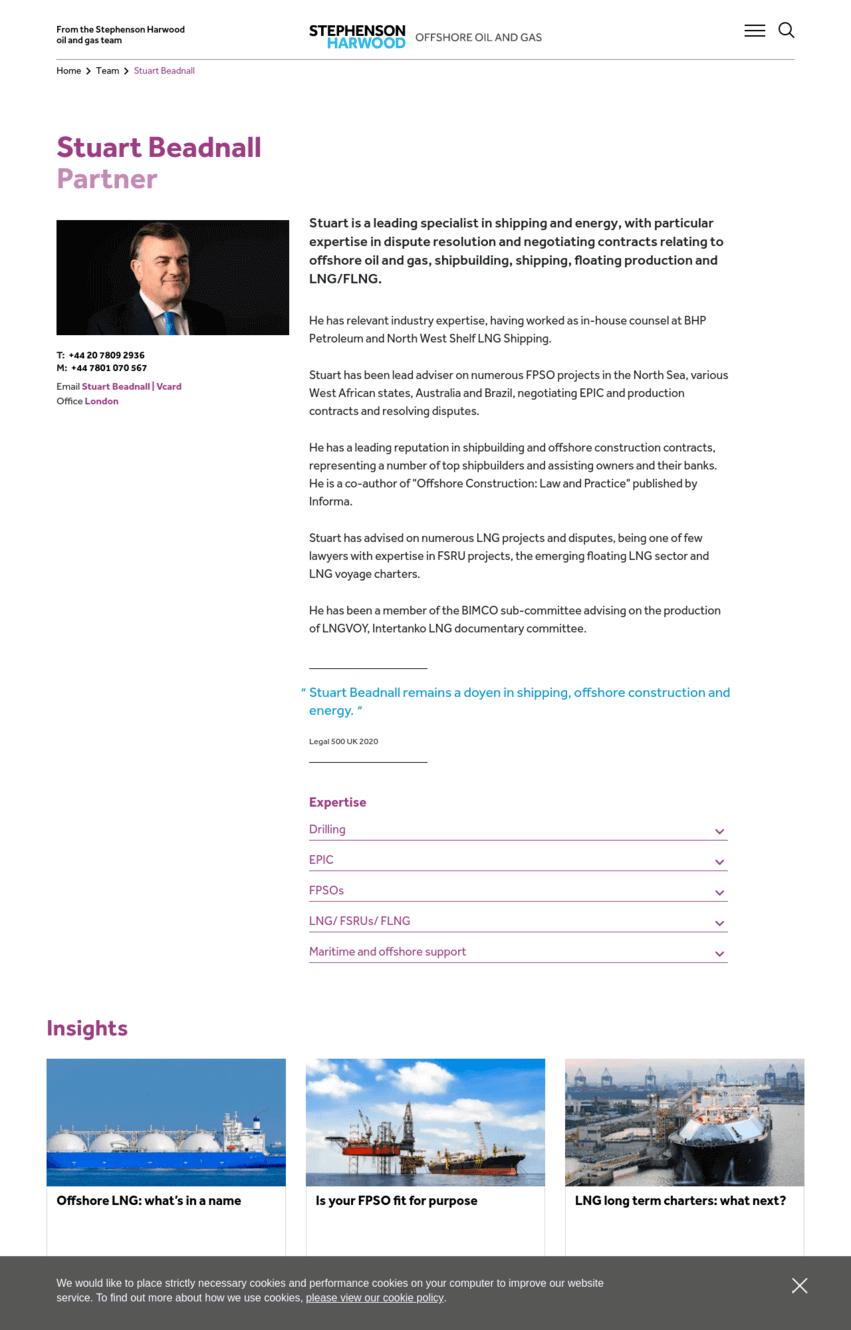 From the Stephenson Harwood
oil and gas team
STEPHENSON
HARWOOD
OFFSHORE OIL AND GAS
Home > Team > Stuart Beadnall
Stuart Beadnall
Partner
T: +44 20 7809 2936
M: +44 7801 070 567
Email Stuart Beadnall | Vcard
Office London
Stuart is a leading specialist in shipping and energy, with particular
expertise in dispute resolution and negotiating contracts relating to
offshore oil and gas, shipbuilding, shipping, floating production and
LNG/FLNG.
He has relevant industry expertise, having worked as in-house counsel at BHP
Petroleum and North West Shelf LNG Shipping.
Stuart has been lead adviser on numerous FPSO projects in the North Sea, various
West African states, Australia and Brazil, negotiating EPIC and production
contracts and resolving disputes.
He has a leading reputation in shipbuilding and offshore construction contracts,
representing a number of top shipbuilders and assisting owners and their banks.
He is a co-author of "Offshore Construction: Law and Practice" published by
Informa.
Stuart has advised on numerous LNG projects and disputes, being one of few
lawyers with expertise in FSRU projects, the emerging floating LNG sector and
LNG voyage charters.
He has been a member of the BIMCO sub-committee advising on the production
of LNGVOY, Intertanko LNG documentary committee.
“ Stuart Beadnall remains a doyen in shipping, offshore construction and
energy. ”
Legal 500 UK 2020
Expertise
Drilling
EPIC
FPSOs
LNG/ FSRUs/ FLNG
Maritime and offshore support
Insights
Offshore LNG: what's in a name
Is your FPSO fit for purpose
LNG long term charters: what next?
We would like to place strictly necessary cookies and performance cookies on your computer to improve our website
service. To find out more about how we use cookies, please view our cookie policy.